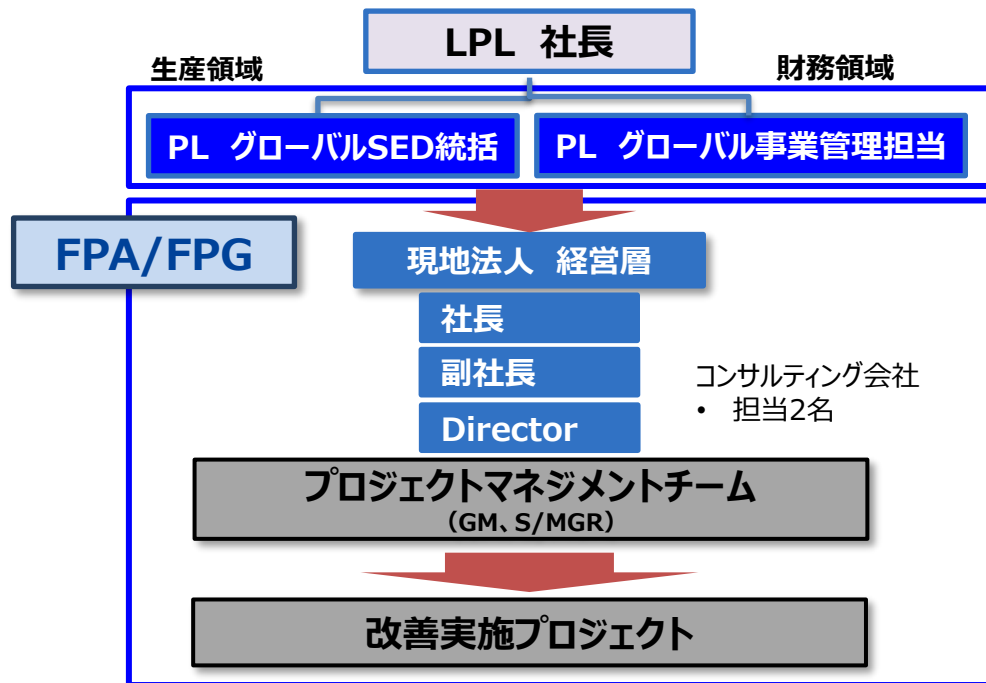 LPL 社長
生産領域
財務領域
PL グローバルSED統括
PL グローバル事業管理担当
FPA/FPG
現地法人 経営層
社長
副社長
Director
コンサルティング会社
• 担当2名
プロジェクトマネジメントチーム
（GM、S/MGR）
改善実施プロジェクト